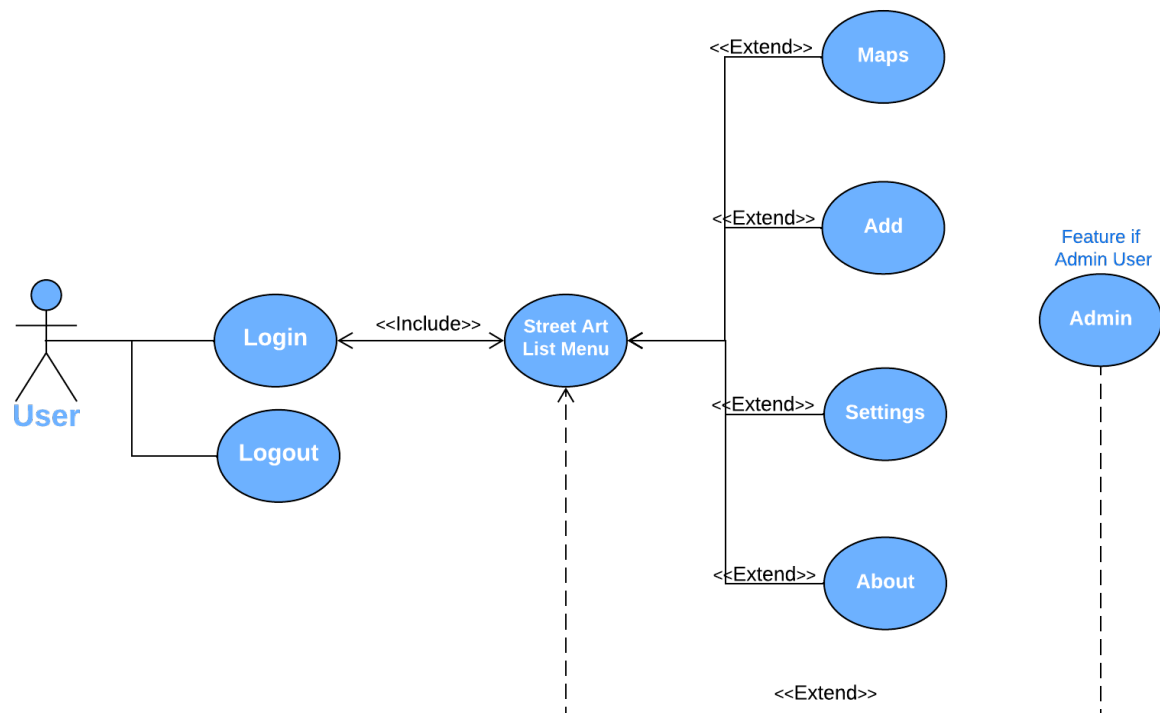 <<Extend>>
Maps
<<Extend>>
Add
Feature if
Admin User
Admin
Login
<<Include>>
Street Art
List Menu
User
Logout
<<Extend>>
Settings
<<Extend>>
About
<<Extend>>